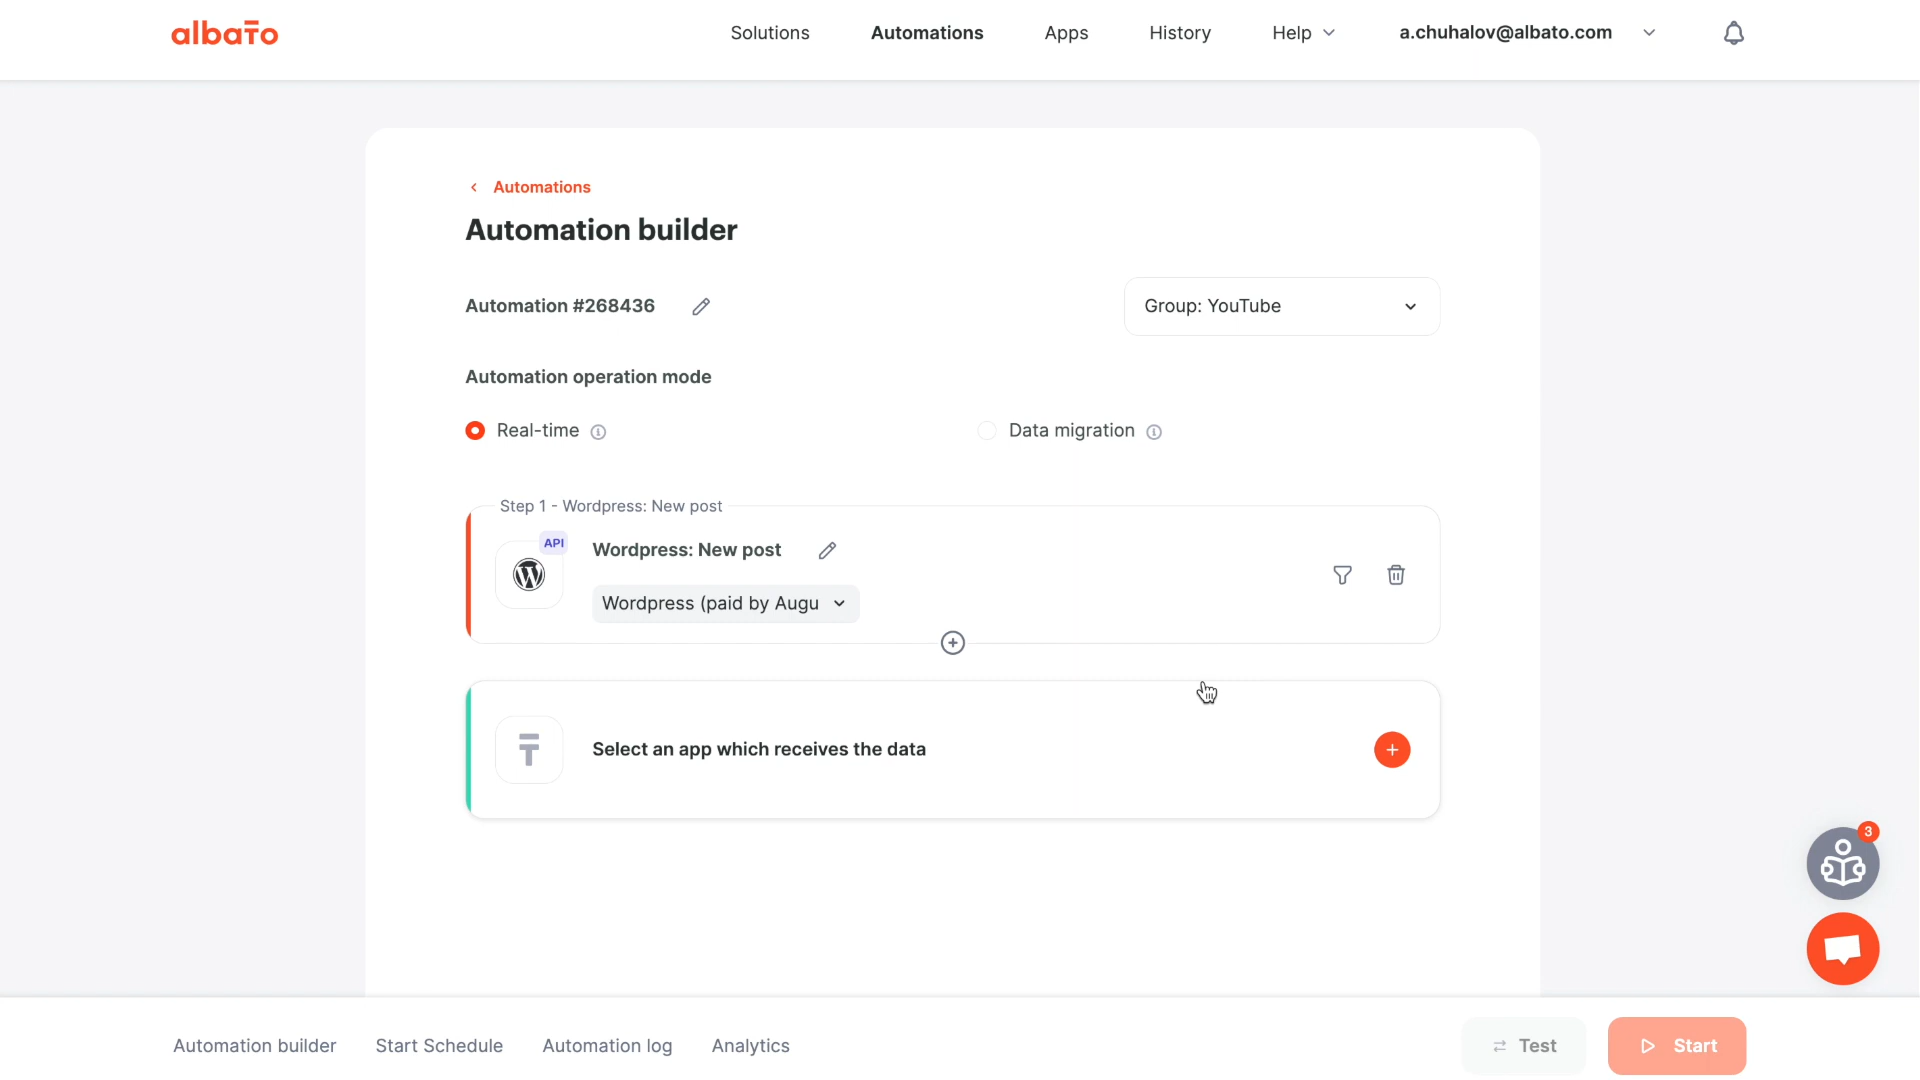 albato
Solutions
Automations
Apps
History
Help
a.chuhalov@albato.com
Automations
Automation builder
Automation #268436
Group: YouTube
Automation operation mode
Real-time
Data migration
Step 1 - Wordpress: New post
API
Wordpress: New post
Wordpress (paid by Augu
Select an app which receives the data
3
Automation builder
Start Schedule
Automation log
Analytics
Test
Start